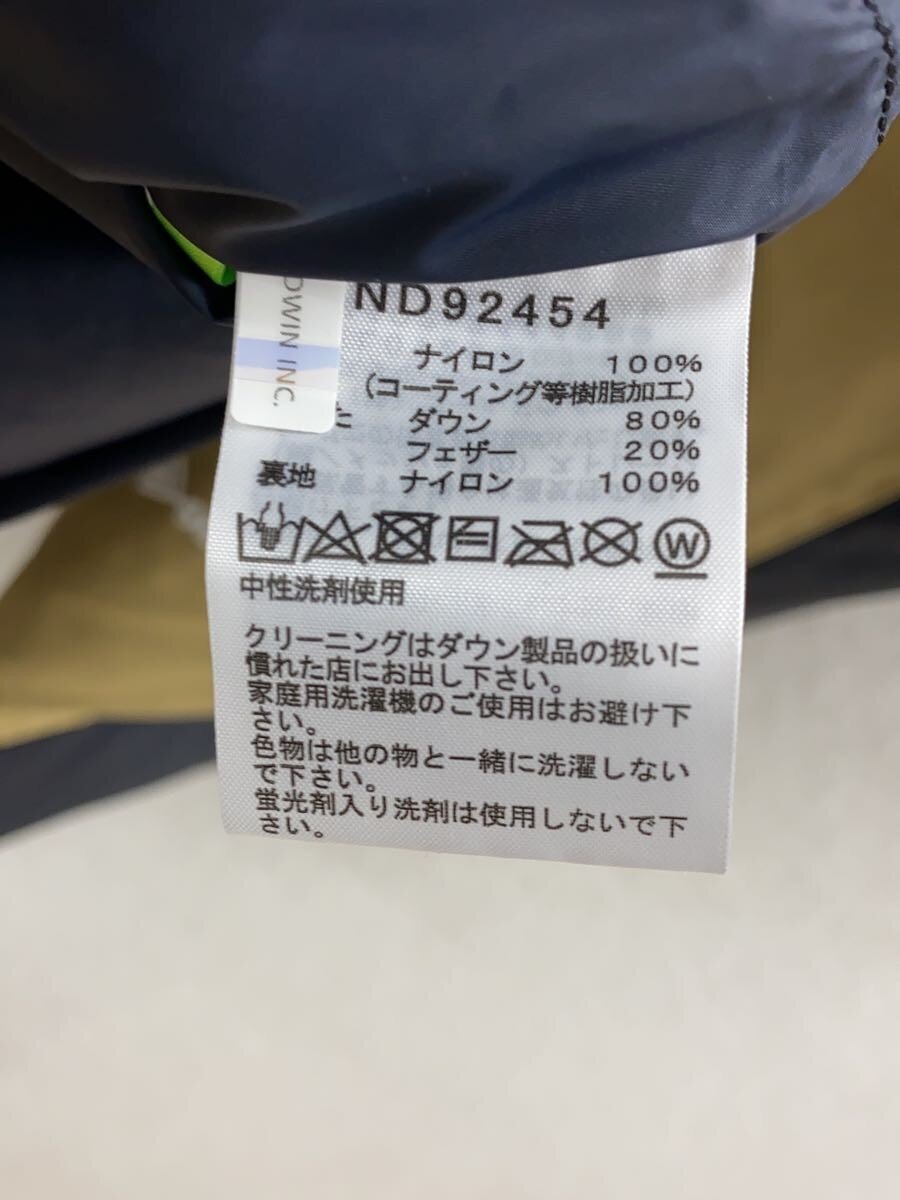 ND92454
DWIN INC.
ナイロン 100%
(コーティング等樹脂加工)
た ダウン 80%
フェザー 20%
裏地 ナイロン 100%
W
中性洗剤使用
クリーニングはダウン製品の扱いに
慣れた店にお出し下さい。
家庭用洗濯機のご使用はお避け下
さい。
色物は他の物と一緒に洗濯しない
で下さい。
蛍光剤入り洗剤は使用しないで下
さい。